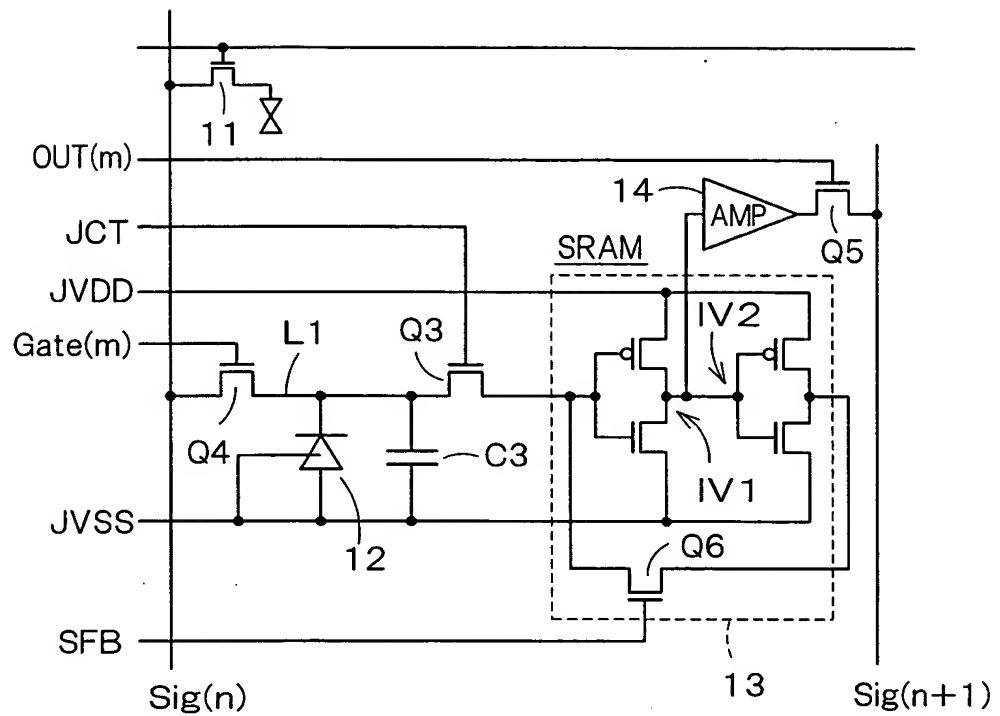 11
OUT(m)
14
AMP
Q5
JCT
SRAM
JVDD
IV2
Gate(m)
L1
Q3
Q4
C3
IV1
JVSS
12
Q6
SFB
13
Sig(n)
Sig(n+1)